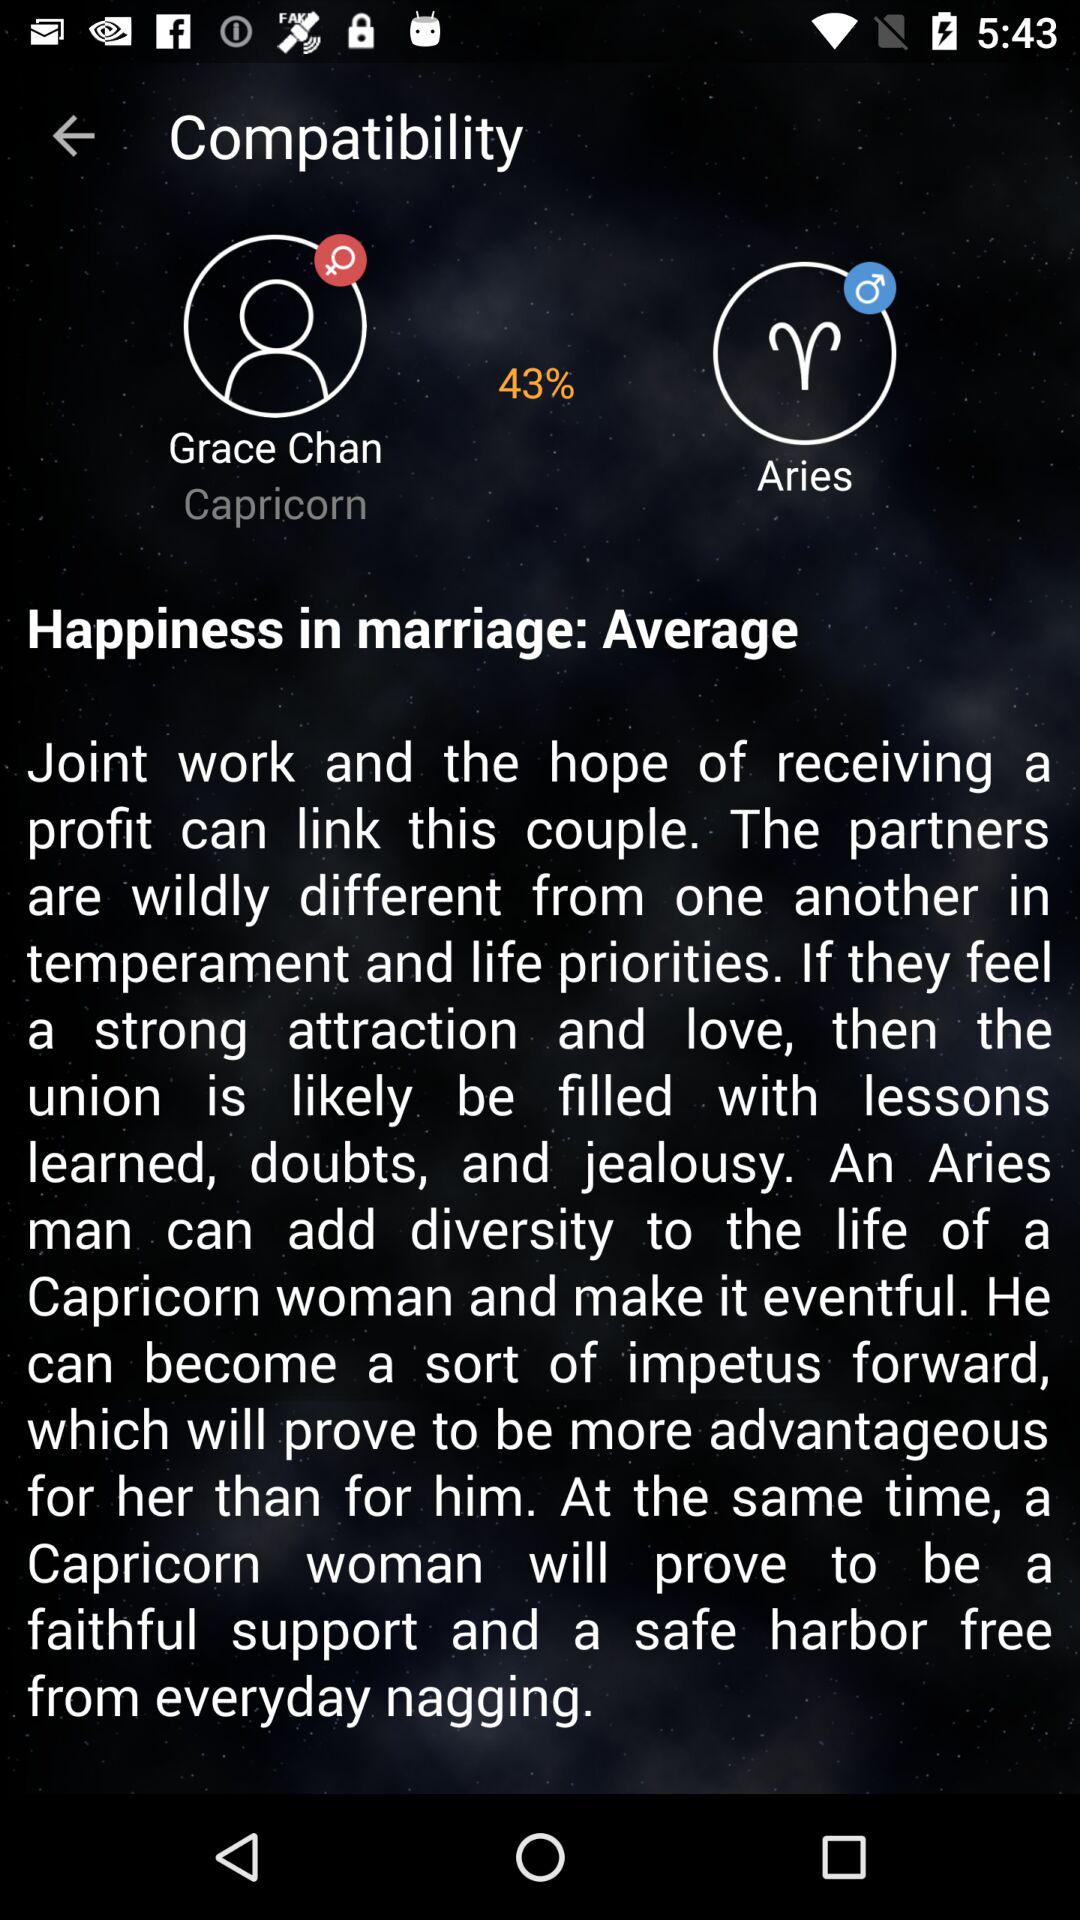 FAKE
5:43
Compatibility
Grace Chan
Capricorn
43%
Aries
Happiness in marriage: Average
Joint work and the hope of receiving a
profit can link this couple. The partners
are wildly different from one another in
temperament and life priorities. If they feel
a strong attraction and love, then the
union is likely be filled with lessons
learned, doubts, and jealousy. An Aries
man can add diversity to the life of a
Capricorn woman and make it eventful. He
can become a sort of impetus forward,
which will prove to be more advantageous
for her than for him. At the same time, a
Capricorn woman will prove to be a
faithful support and a safe harbor free
from everyday nagging.